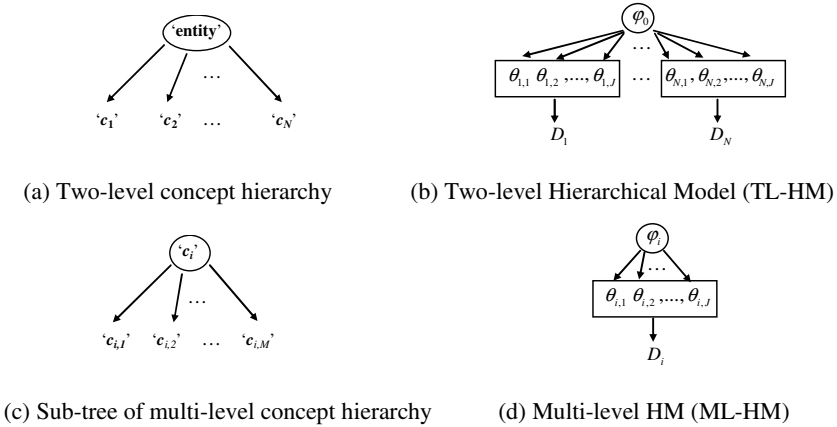 ‘entity’
...
‘c1’ ‘c2’ ... ‘cN’
φ0
...
θ1,1 θ1,2 ,..., θ1,J ... θN,1, θN,2 ,..., θN,J
D1 DN
(a) Two-level concept hierarchy (b) Two-level Hierarchical Model (TL-HM)
‘ci’
...
‘ci,1’ ‘ci,2’ ... ‘ci,M’
φi
...
θi,1 θi,2 ,..., θi,J
Di
(c) Sub-tree of multi-level concept hierarchy (d) Multi-level HM (ML-HM)